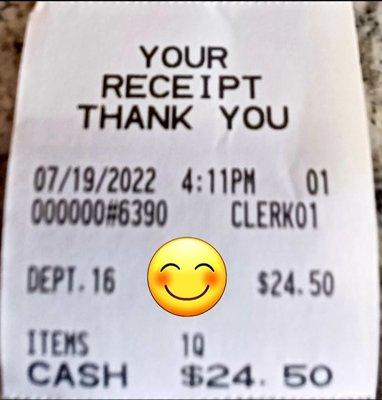 YOUR
RECEIPT
THANK YOU
07/19/2022 4:11PM 01
000000#6390 CLERK01
DEPT.16 $24.50
ITEMS 1Q
CASH $24.50